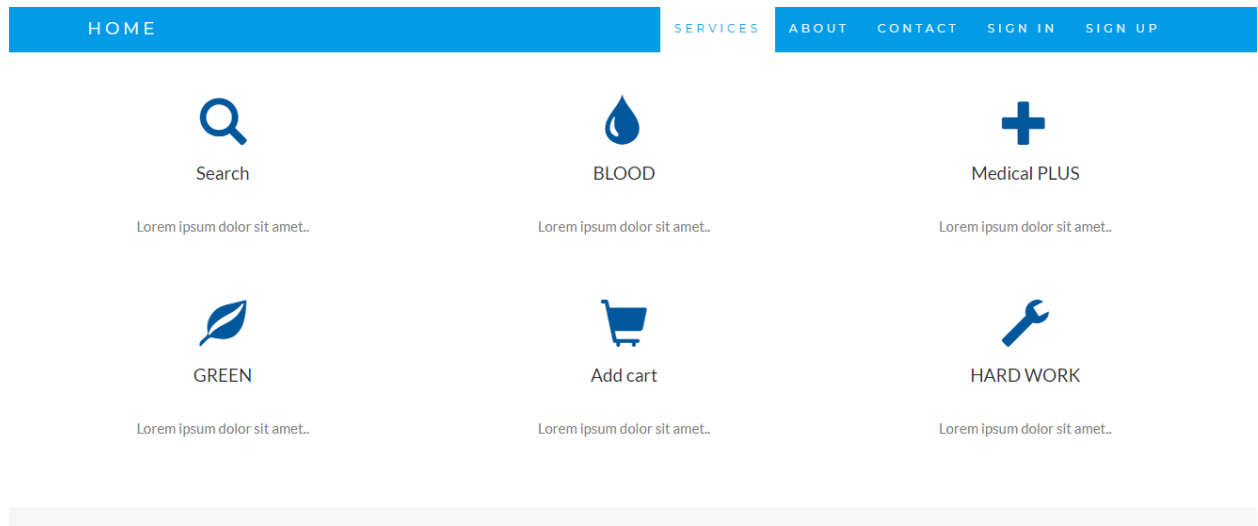 HOME SERVICES ABOUT CONTACT SIGN IN SIGN UP
Search BLOOD Medical PLUS
Lorem ipsum dolor sit amet.. Lorem ipsum dolor sit amet.. Lorem ipsum dolor sit amet..
GREEN Add cart HARD WORK
Lorem ipsum dolor sit amet.. Lorem ipsum dolor sit amet.. Lorem ipsum dolor sit amet..